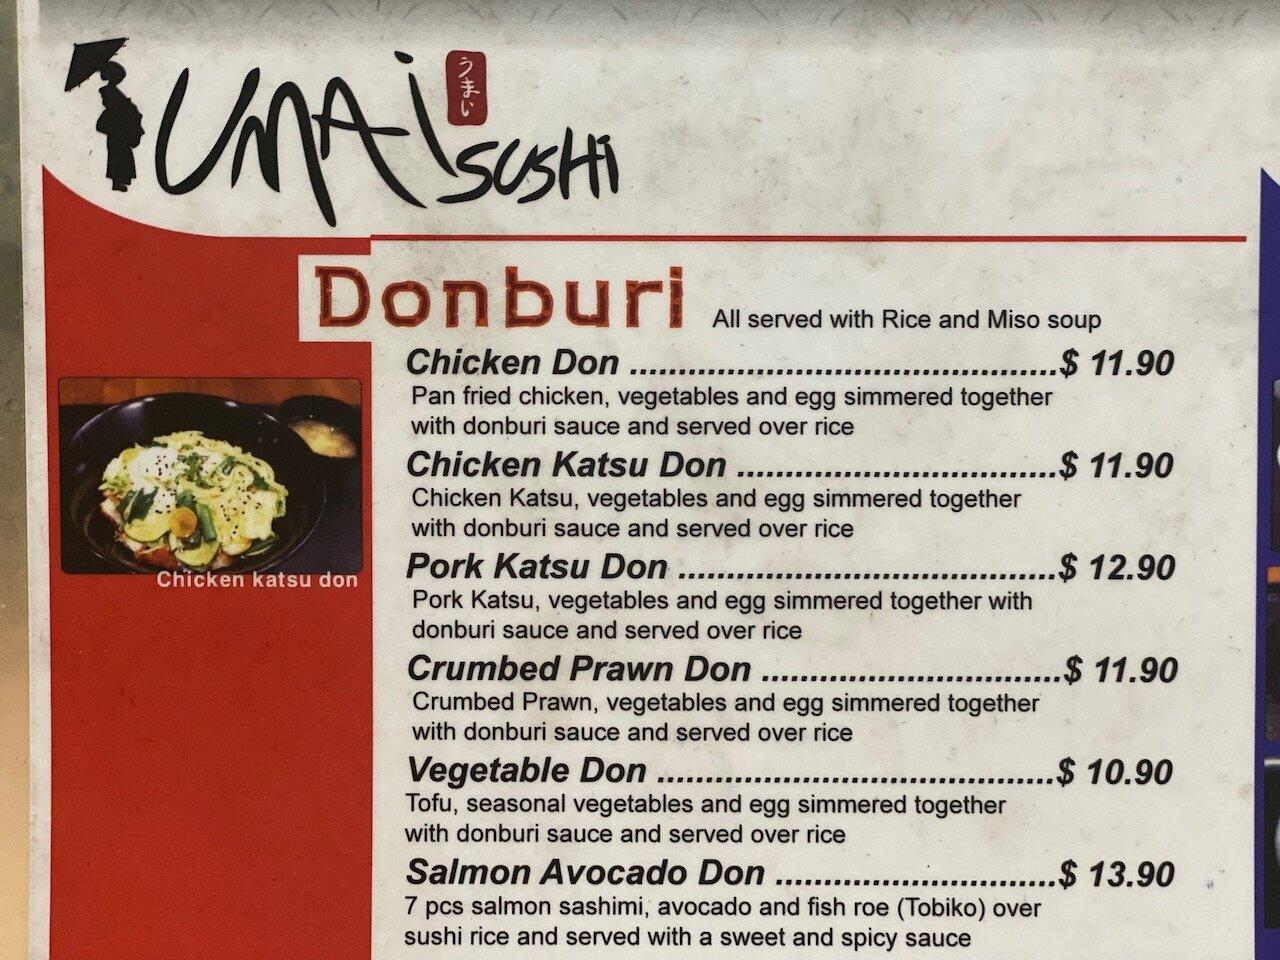 UMAi
うまい
SUSHi
Donburi
All served with Rice and Miso soup
Chicken Don ............................................$ 11.90
Pan fried chicken, vegetables and egg simmered together
with donburi sauce and served over rice
Chicken Katsu Don .................................$ 11.90
Chicken Katsu, vegetables and egg simmered together
with donburi sauce and served over rice
Pork Katsu Don .......................................$ 12.90
Pork Katsu, vegetables and egg simmered together with
donburi sauce and served over rice
Crumbed Prawn Don ...............................$ 11.90
Crumbed Prawn, vegetables and egg simmered together
with donburi sauce and served over rice
Vegetable Don .........................................$ 10.90
Tofu, seasonal vegetables and egg simmered together
with donburi sauce and served over rice
Salmon Avocado Don .............................$ 13.90
7 pcs salmon sashimi, avocado and fish roe (Tobiko) over
sushi rice and served with a sweet and spicy sauce
Chicken katsu don